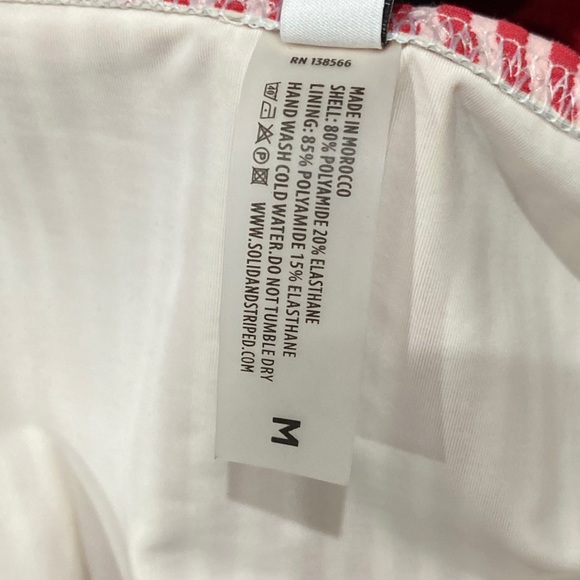 RN 138566
MADE IN MOROCCO
SHELL: 80% POLYAMIDE 20% ELASTHANE
LINING: 85% POLYAMIDE 15% ELASTHANE
HAND WASH COLD WATER.DO NOT TUMBLE DRY
WWW.SOLIDANDSTRIPED.COM
M